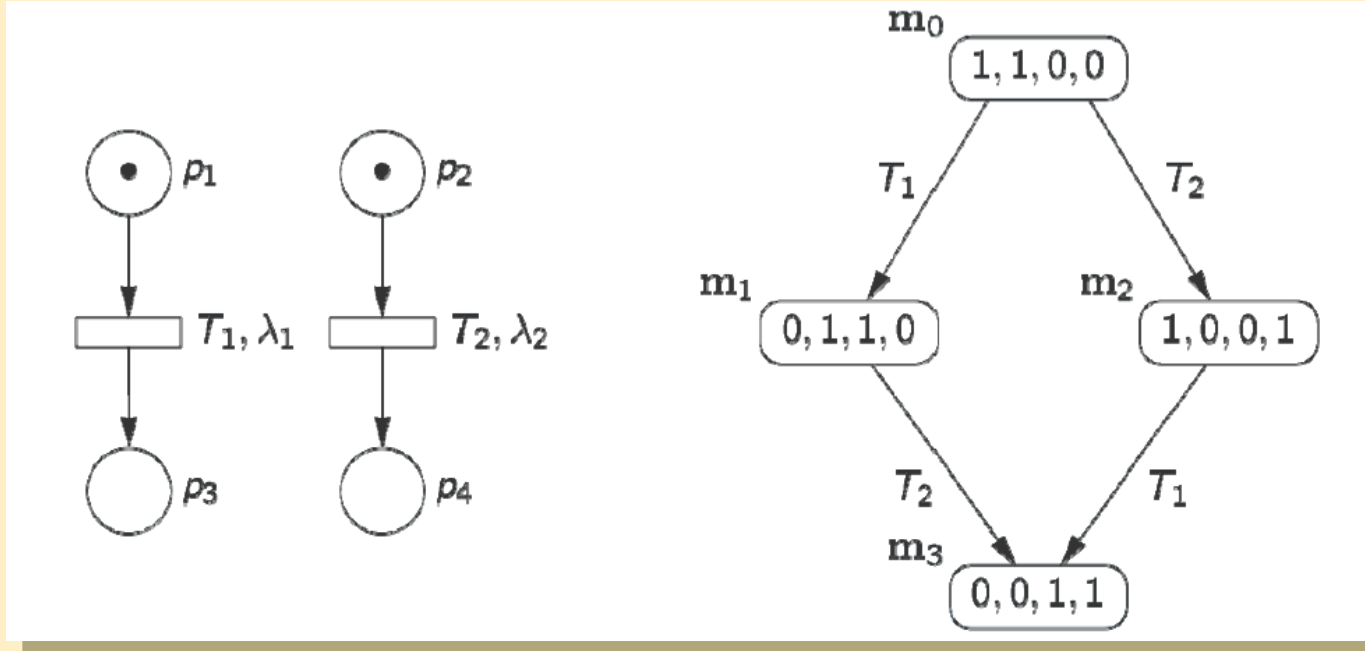 p₁
p₂
T₁, λ₁
T₂, λ₂
p₃
p₄
m₀
1, 1, 0, 0
T₁
T₂
m₁
0, 1, 1, 0
m₂
1, 0, 0, 1
T₂
T₁
m₃
0, 0, 1, 1